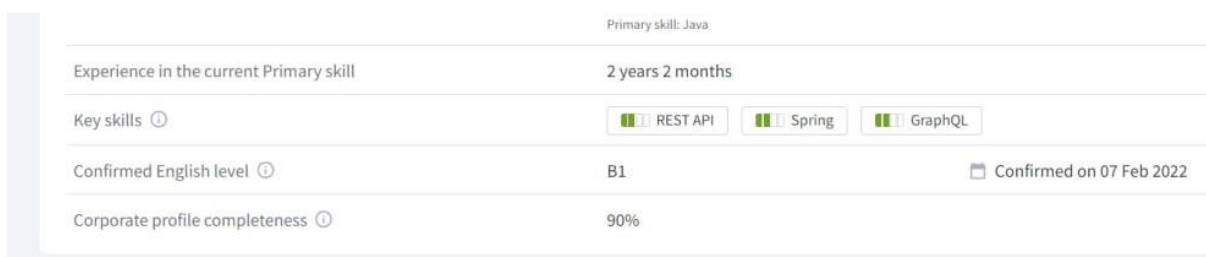 Primary skill: Java
Experience in the current Primary skill 2 years 2 months
Key skills REST API Spring GraphQL
Confirmed English level B1 Confirmed on 07 Feb 2022
Corporate profile completeness 90%